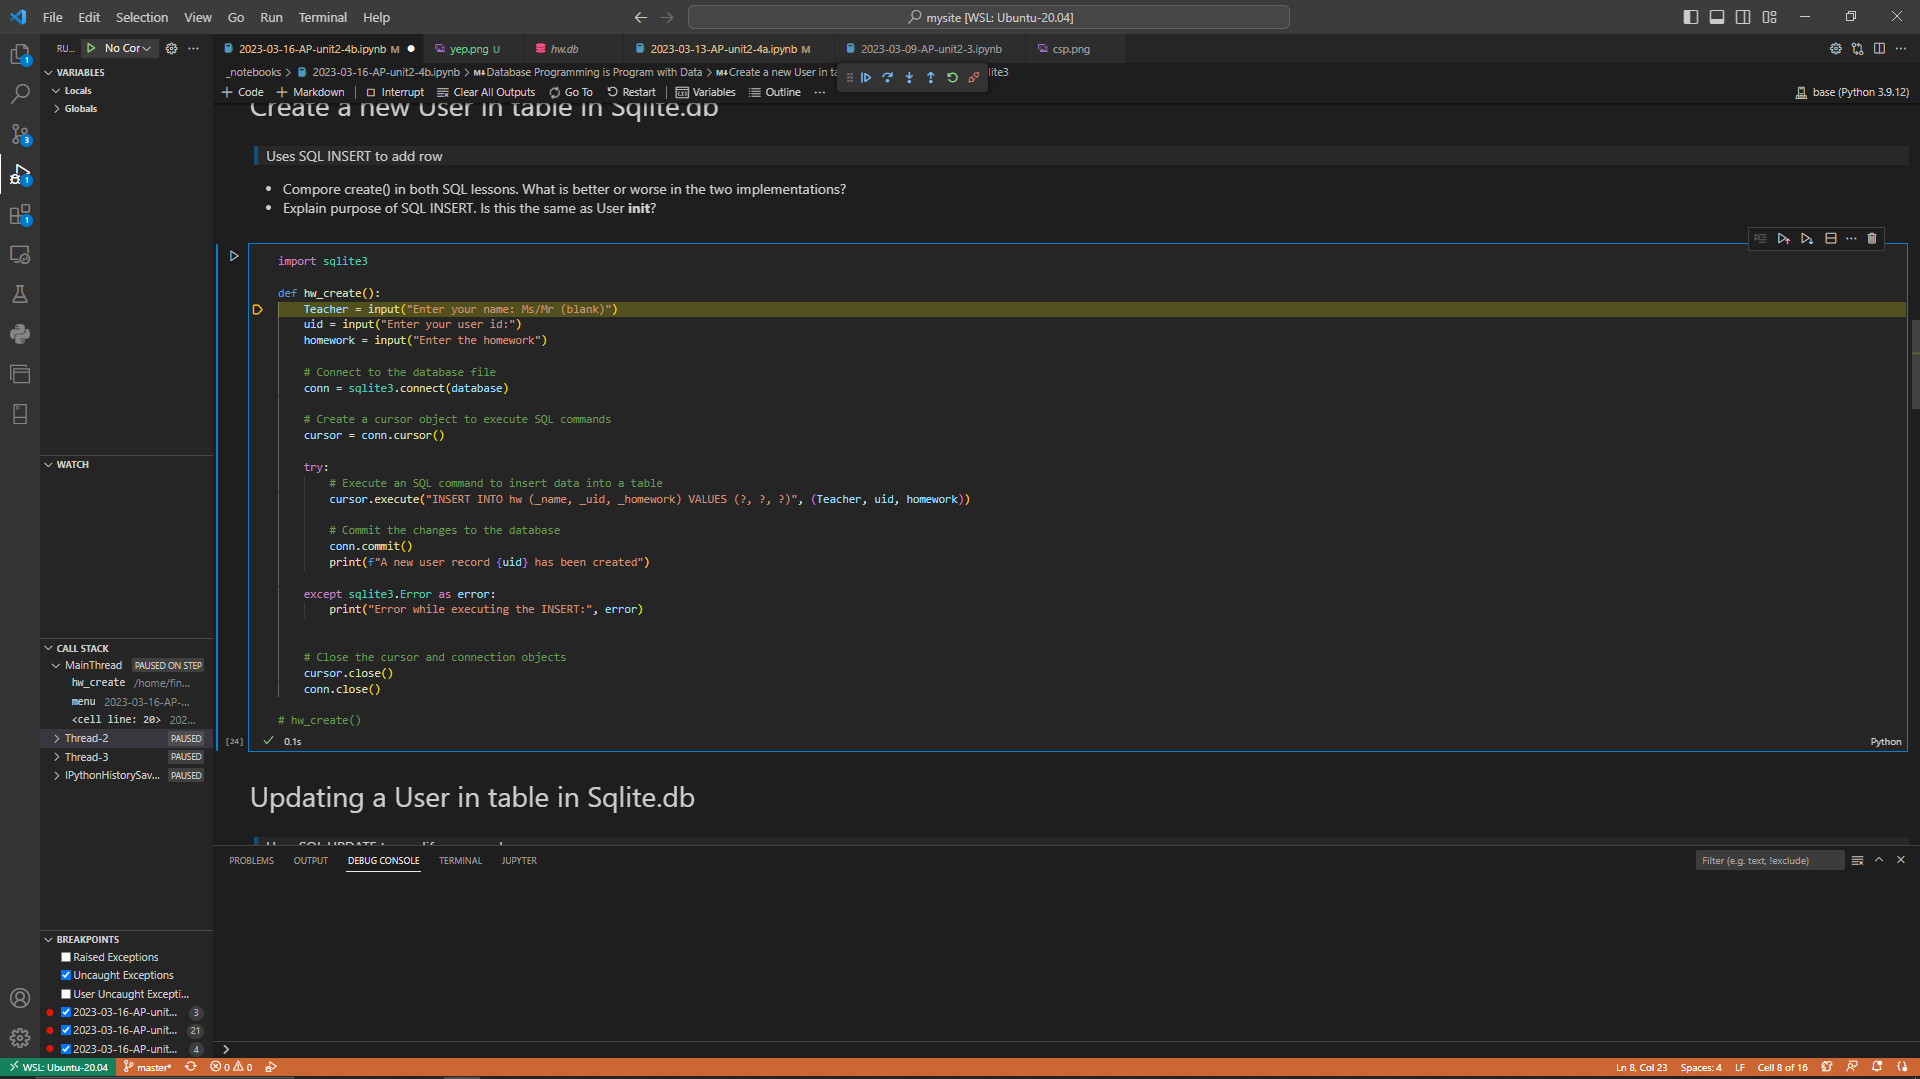 File Edit Selection View Go Run Terminal Help
mysite [WSL: Ubuntu-20.04]
RU... No Cor
2023-03-16-AP-unit2-4b.ipynb M
yep.png U
hw.db
2023-03-13-AP-unit2-4a.ipynb M
2023-03-09-AP-unit2-3.ipynb
csp.png
_notebooks > 2023-03-16-AP-unit2-4b.ipynb > Database Programming is Program with Data > Create a new User in ta
lite3
+ Code + Markdown Interrupt Clear All Outputs Go To Restart Variables Outline ...
base (Python 3.9.12)
VARIABLES
Locals
Globals
WATCH
CALL STACK
MainThread PAUSED ON STEP
hw_create /home/fin...
menu 2023-03-16-AP-...
<cell line: 20> 202...
Thread-2 PAUSED
Thread-3 PAUSED
IPythonHistorySav... PAUSED
BREAKPOINTS
Raised Exceptions
Uncaught Exceptions
User Uncaught Excepti...
2023-03-16-AP-unit... 3
2023-03-16-AP-unit... 21
2023-03-16-AP-unit... 4
Create a new User in table in Sqlite.db
Uses SQL INSERT to add row
• Compore create() in both SQL lessons. What is better or worse in the two implementations?
• Explain purpose of SQL INSERT. Is this the same as User init?
import sqlite3
def hw_create():
Teacher = input("Enter your name: Ms/Mr (blank)")
uid = input("Enter your user id:")
homework = input("Enter the homework")
# Connect to the database file
conn = sqlite3.connect(database)
# Create a cursor object to execute SQL commands
cursor = conn.cursor()
try:
# Execute an SQL command to insert data into a table
cursor.execute("INSERT INTO hw (_name, _uid, _homework) VALUES (?, ?, ?)", (Teacher, uid, homework))
# Commit the changes to the database
conn.commit()
print(f"A new user record {uid} has been created")
except sqlite3.Error as error:
print("Error while executing the INSERT:", error)
# Close the cursor and connection objects
cursor.close()
conn.close()
# hw_create()
[24] 0.1s
Python
Updating a User in table in Sqlite.db
PROBLEMS OUTPUT DEBUG CONSOLE TERMINAL JUPYTER
Filter (e.g. text, !exclude)
WSL: Ubuntu-20.04 master* 0 0
Ln 8, Col 23 Spaces: 4 LF Cell 8 of 16